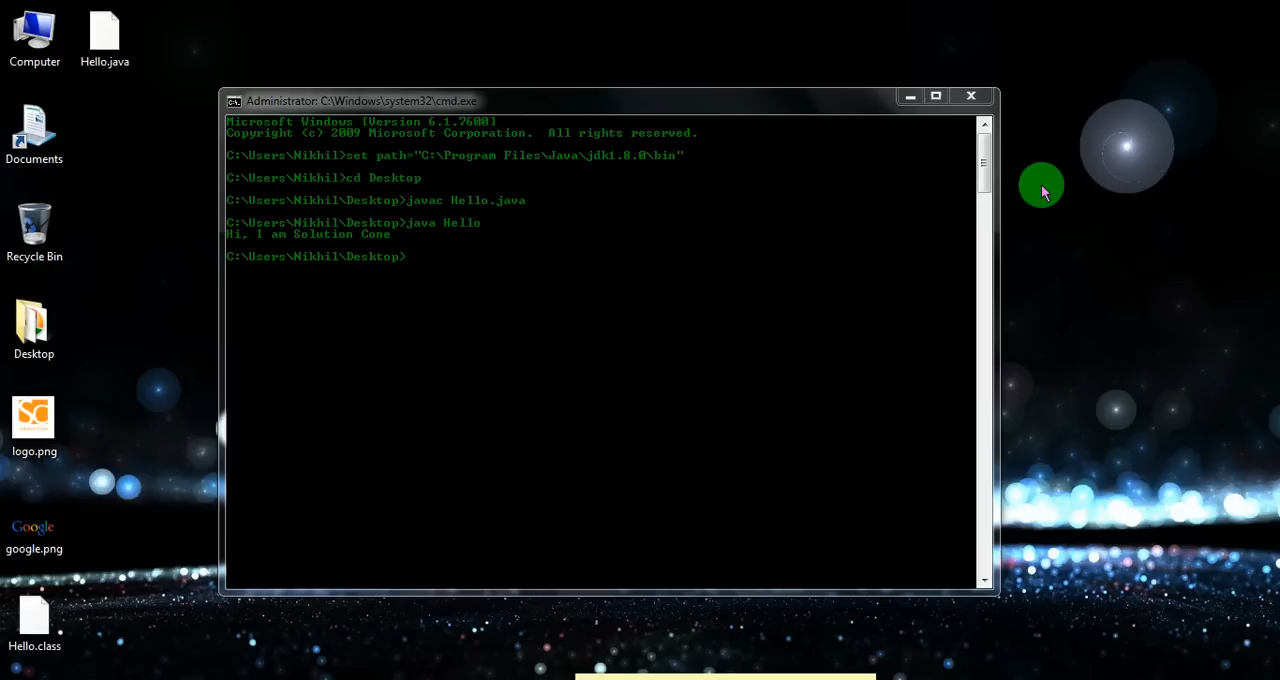 Computer
Hello.java
Documents
Recycle Bin
Desktop
SC
logo.png
Google
google.png
Hello.class
C:\.
Administrator: C:\Windows\system32\cmd.exe
Microsoft Windows [Version 6.1.7600]
Copyright (c) 2009 Microsoft Corporation.  All rights reserved.
C:\Users\Nikhil>set path="C:\Program Files\Java\jdk1.8.0\bin"
C:\Users\Nikhil>cd Desktop
C:\Users\Nikhil\Desktop>javac Hello.java
C:\Users\Nikhil\Desktop>java Hello
Hi, I am Solution Cone
C:\Users\Nikhil\Desktop>